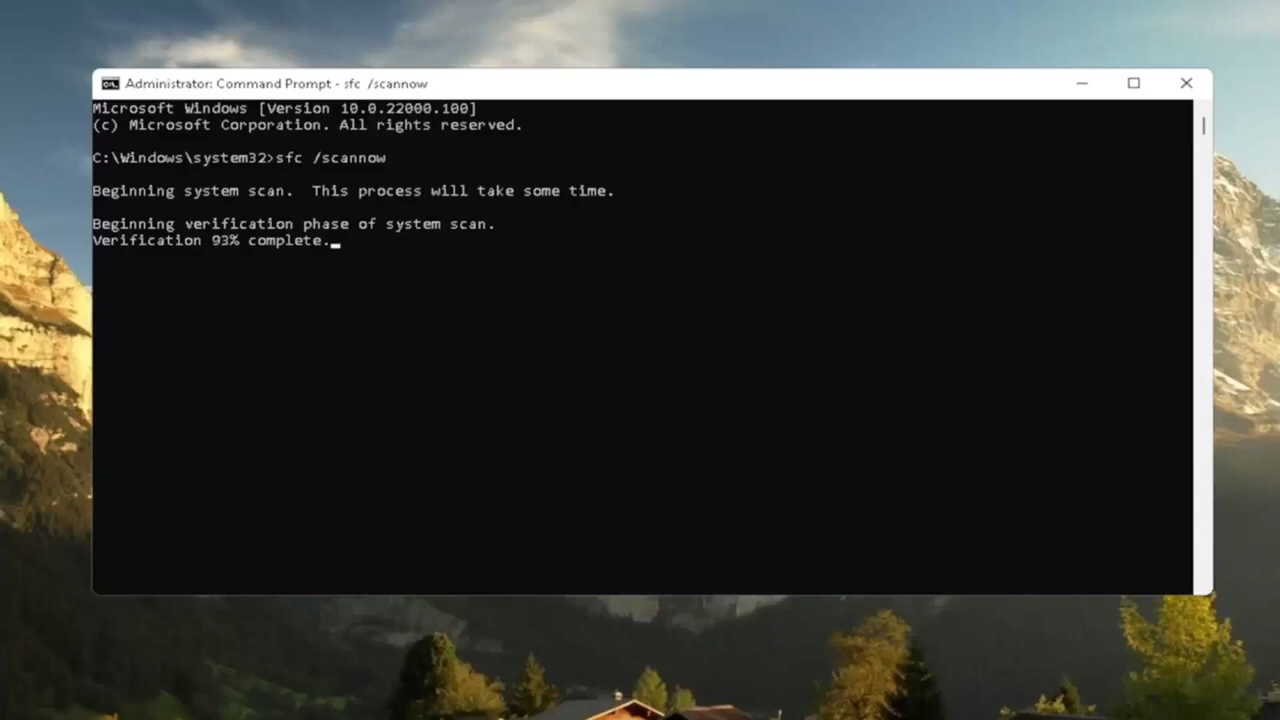 Administrator: Command Prompt - sfc /scannow
Microsoft Windows [Version 10.0.22000.100]
(c) Microsoft Corporation. All rights reserved.
C:\Windows\system32>sfc /scannow
Beginning system scan.  This process will take some time.
Beginning verification phase of system scan.
Verification 93% complete.